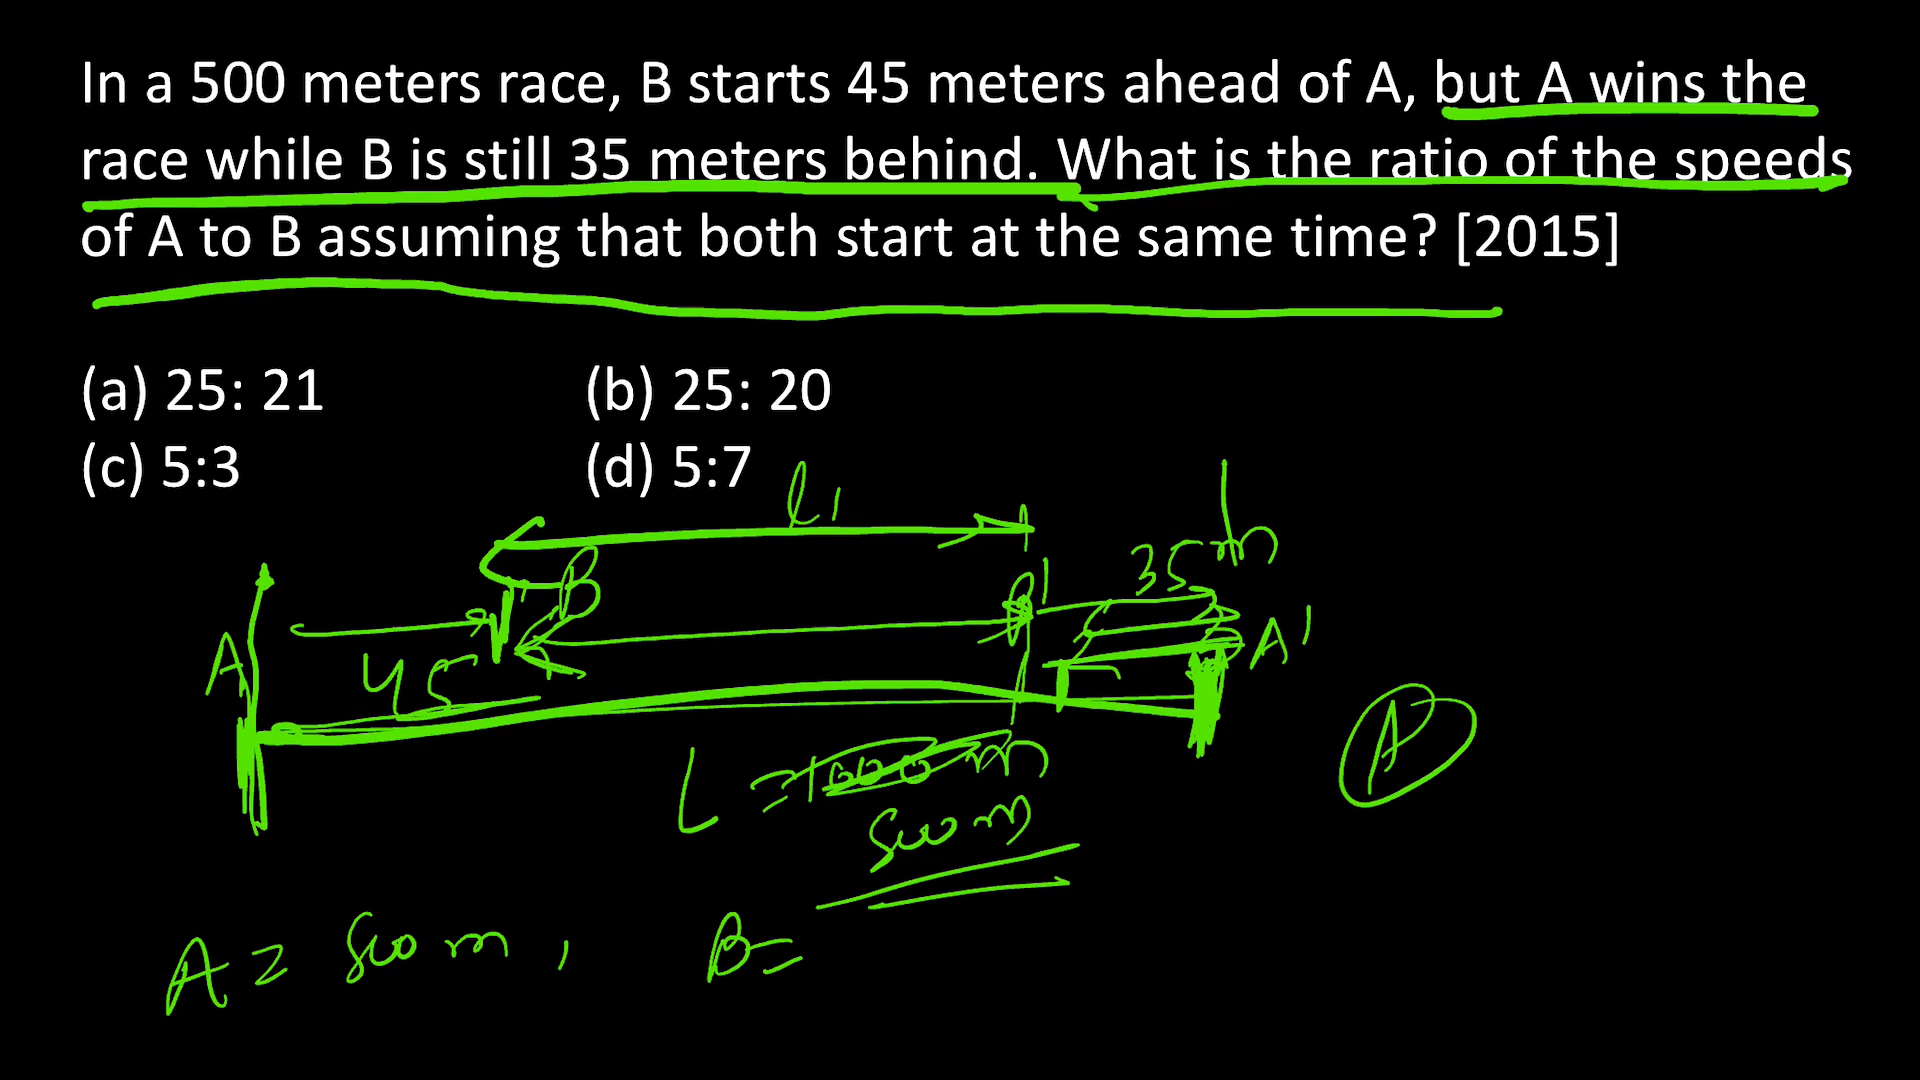 In a 500 meters race, B starts 45 meters ahead of A, but A wins the
race while B is still 35 meters behind. What is the ratio of the speeds
of A to B assuming that both start at the same time? [2015]
(a) 25: 21 (b) 25: 20
(c) 5:3 (d) 5:7
l1
B B' 35m
A 45 A'
L = 1000 m A
500 m
A = 500 m , B=